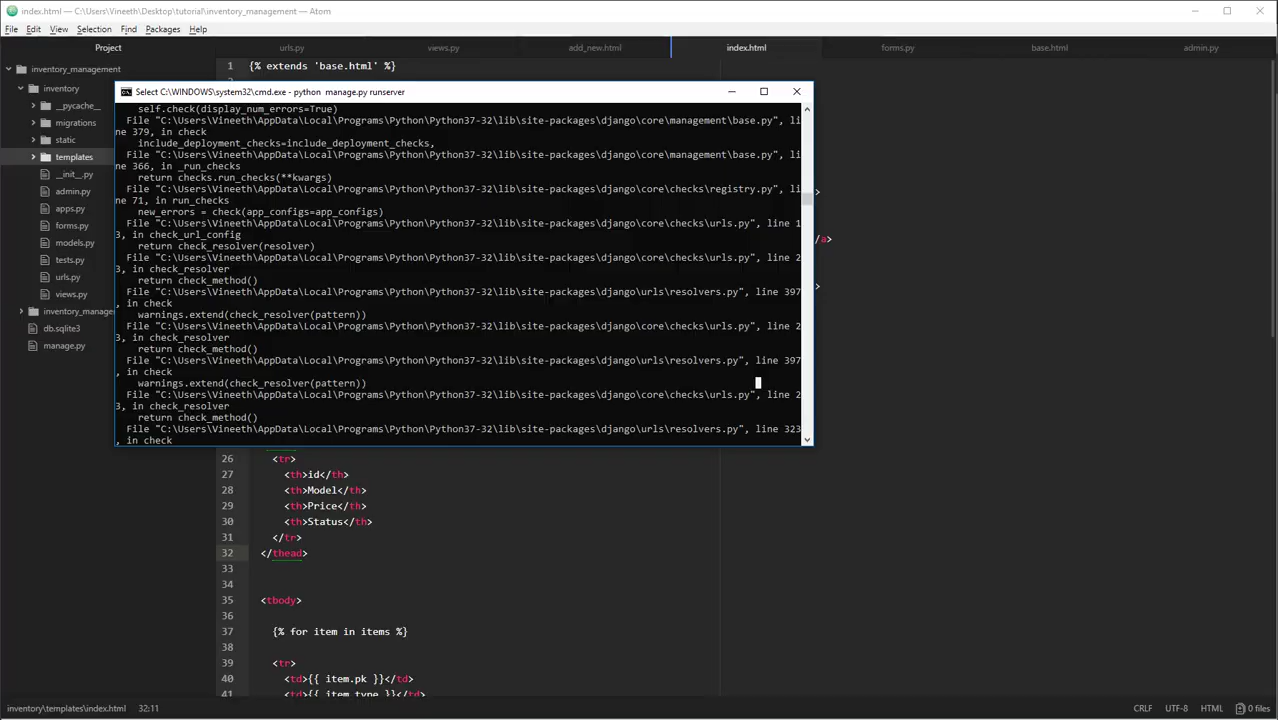 index.html — C:\Users\Vineeth\Desktop\tutorial\inventory_management — Atom
File Edit View Selection Find Packages Help
Project
urls.py views.py add_new.html index.html forms.py base.html admin.py
inventory_management
inventory
__pycache__
migrations
static
templates
__init__.py
admin.py
apps.py
forms.py
models.py
tests.py
urls.py
views.py
inventory_manage
db.sqlite3
manage.py
1 {% extends 'base.html' %}
Select C:\WINDOWS\system32\cmd.exe - python manage.py runserver
self.check(display_num_errors=True)
File "C:\Users\Vineeth\AppData\Local\Programs\Python\Python37-32\lib\site-packages\django\core\management\base.py", li
ne 379, in check
include_deployment_checks=include_deployment_checks,
File "C:\Users\Vineeth\AppData\Local\Programs\Python\Python37-32\lib\site-packages\django\core\management\base.py", li
ne 366, in _run_checks
return checks.run_checks(**kwargs)
File "C:\Users\Vineeth\AppData\Local\Programs\Python\Python37-32\lib\site-packages\django\core\checks\registry.py", li
ne 71, in run_checks
new_errors = check(app_configs=app_configs)
File "C:\Users\Vineeth\AppData\Local\Programs\Python\Python37-32\lib\site-packages\django\core\checks\urls.py", line 1
3, in check_url_config
return check_resolver(resolver)
File "C:\Users\Vineeth\AppData\Local\Programs\Python\Python37-32\lib\site-packages\django\core\checks\urls.py", line 2
3, in check_resolver
return check_method()
File "C:\Users\Vineeth\AppData\Local\Programs\Python\Python37-32\lib\site-packages\django\urls\resolvers.py", line 397
, in check
warnings.extend(check_resolver(pattern))
File "C:\Users\Vineeth\AppData\Local\Programs\Python\Python37-32\lib\site-packages\django\core\checks\urls.py", line 2
3, in check_resolver
return check_method()
File "C:\Users\Vineeth\AppData\Local\Programs\Python\Python37-32\lib\site-packages\django\urls\resolvers.py", line 397
, in check
warnings.extend(check_resolver(pattern))
File "C:\Users\Vineeth\AppData\Local\Programs\Python\Python37-32\lib\site-packages\django\core\checks\urls.py", line 2
3, in check_resolver
return check_method()
File "C:\Users\Vineeth\AppData\Local\Programs\Python\Python37-32\lib\site-packages\django\urls\resolvers.py", line 323
, in check
>
/a>
>
26 <tr>
27 <th>id</th>
28 <th>Model</th>
29 <th>Price</th>
30 <th>Status</th>
31 </tr>
32 </thead>
33
34
35 <tbody>
36
37 {% for item in items %}
38
39 <tr>
40 <td>{{ item.pk }}</td>
41 <td>{{ item.type }}</td>
inventory\templates\index.html 32:11 CRLF UTF-8 HTML 0 files